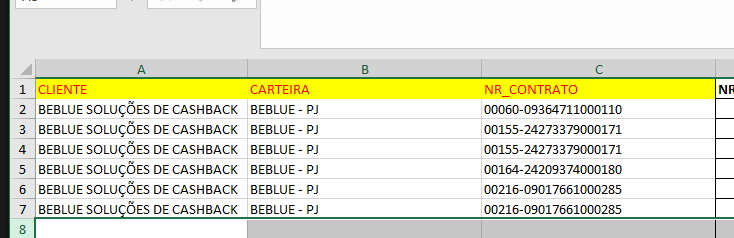 A B C
1 CLIENTE CARTEIRA NR_CONTRATO NR
2 BEBLUE SOLUÇÕES DE CASHBACK BEBLUE - PJ 00060-09364711000110
3 BEBLUE SOLUÇÕES DE CASHBACK BEBLUE - PJ 00155-24273379000171
4 BEBLUE SOLUÇÕES DE CASHBACK BEBLUE - PJ 00155-24273379000171
5 BEBLUE SOLUÇÕES DE CASHBACK BEBLUE - PJ 00164-24209374000180
6 BEBLUE SOLUÇÕES DE CASHBACK BEBLUE - PJ 00216-09017661000285
7 BEBLUE SOLUÇÕES DE CASHBACK BEBLUE - PJ 00216-09017661000285
8